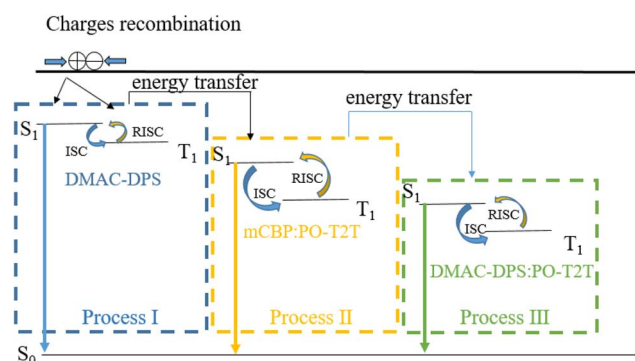 Charges recombination
energy transfer
energy transfer
S1
ISC
RISC
T1
DMAC-DPS
S1
ISC
RISC
T1
mCBP:PO-T2T
S1
ISC
RISC
T1
DMAC-DPS:PO-T2T
Process I
Process II
Process III
S0